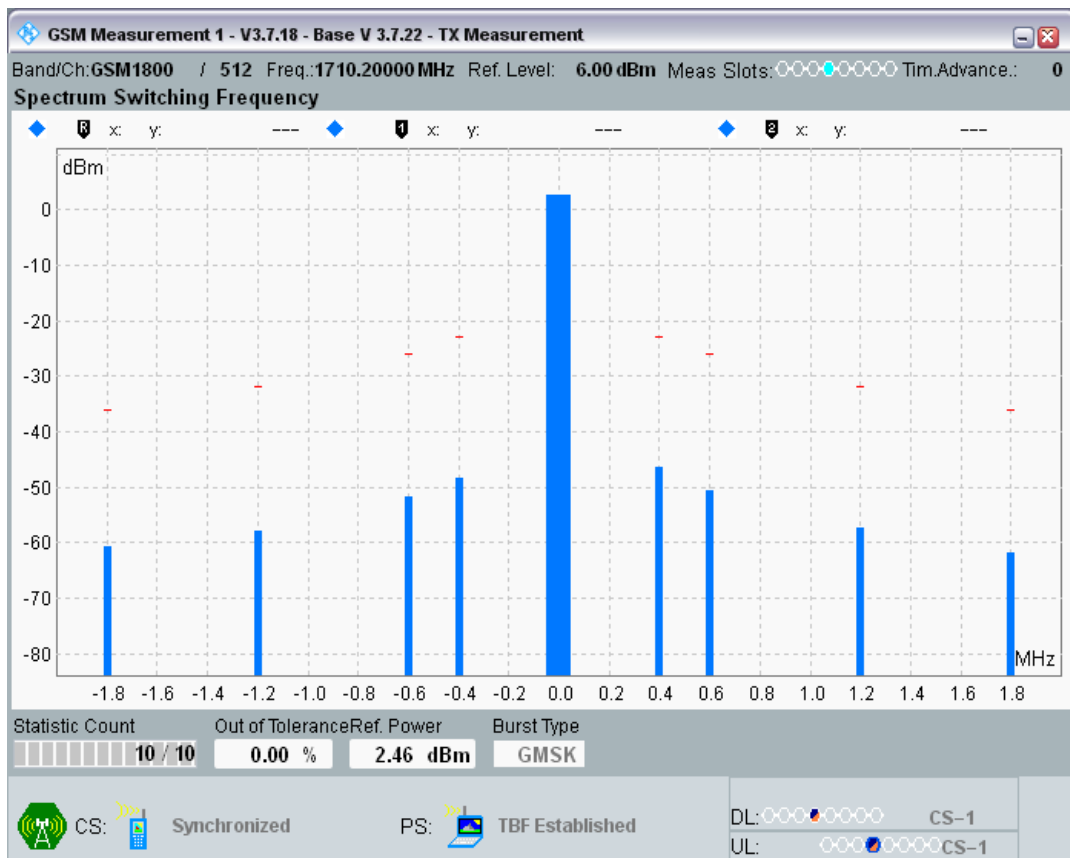 GSM Measurement 1 - V3.7.18 - Base V 3.7.22 - TX Measurement
Band/Ch:GSM1800 / 512 Freq.:1710.20000 MHz Ref. Level: 6.00 dBm Meas Slots: Tim.Advance.: 0
Spectrum Switching Frequency
R x: y: --- 1 x: y: --- 2 x: y: ---
dBm
0
-10
-20
-30
-40
-50
-60
-70
-80
MHz
-1.8 -1.6 -1.4 -1.2 -1.0 -0.8 -0.6 -0.4 -0.2 0.0 0.2 0.4 0.6 0.8 1.0 1.2 1.4 1.6 1.8
Statistic Count Out of Tolerance Ref. Power Burst Type
10 / 10 0.00 % 2.46 dBm GMSK
CS: Synchronized PS: TBF Established DL: CS-1
UL: CS-1